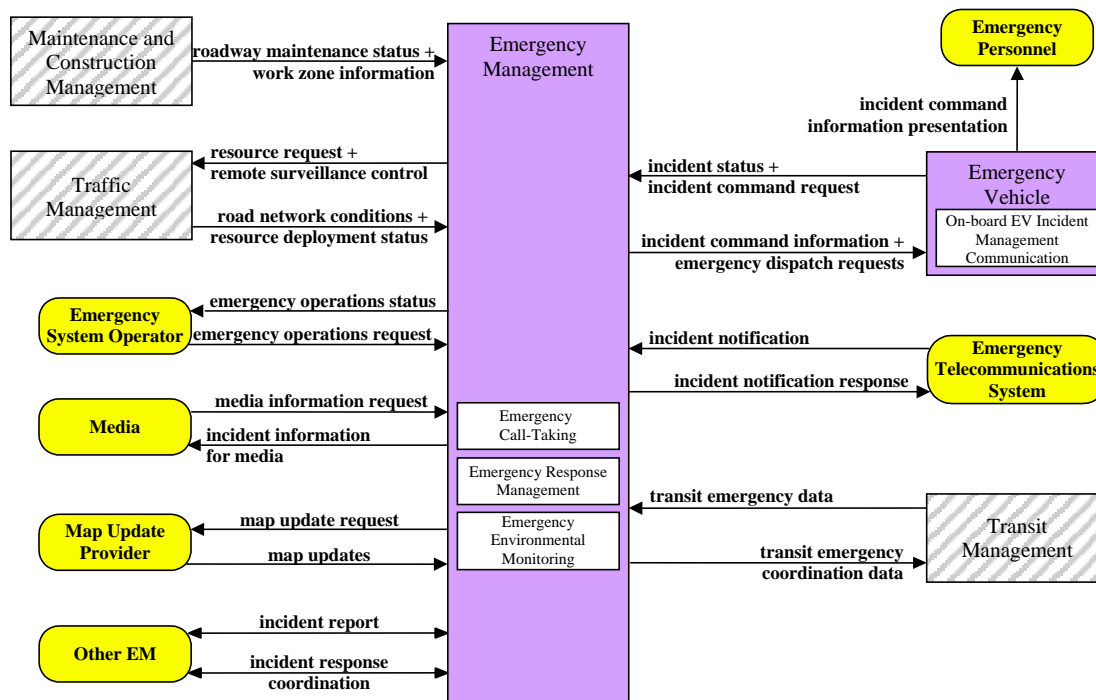 Maintenance and
Construction
Management
roadway maintenance status +
work zone information
Emergency
Management
Emergency
Personnel
incident command
information presentation
Traffic
Management
resource request +
remote surveillance control
road network conditions +
resource deployment status
incident status +
incident command request
incident command information +
emergency dispatch requests
Emergency
Vehicle
On-board EV Incident
Management
Communication
Emergency
System Operator
emergency operations status
emergency operations request
incident notification
incident notification response
Emergency
Telecommunications
System
Media
media information request
incident information
for media
Emergency
Call-Taking
Emergency Response
Management
Emergency
Environmental
Monitoring
Map Update
Provider
map update request
map updates
transit emergency data
transit emergency
coordination data
Transit
Management
Other EM
incident report
incident response
coordination